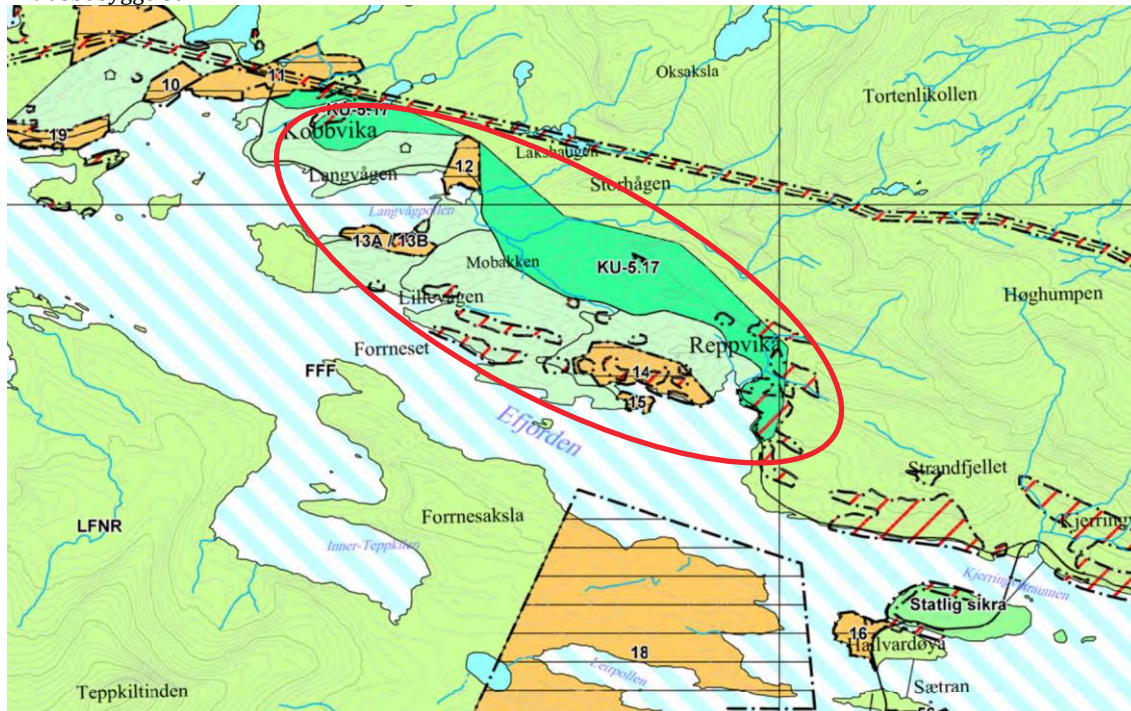 Oksaksla
Tortenlikollen
11
10
KU-5.17
Kobbvika
19
12
Lakshaugen
Langvågen
Storhågen
Langvågpollen
13A / 13B
Mobakken
KU-5.17
Lillevågen
Høghumpen
Forrneset
Reppvika
FFF
14
15
Efjorden
Strandfjellet
LFNR
Forrnesaksla
Inner-Teppkilen
Kjerringvikstraumen
Statlig sikra
16
Hallvardøya
18
Leirpollen
Sætran
Teppkiltinden